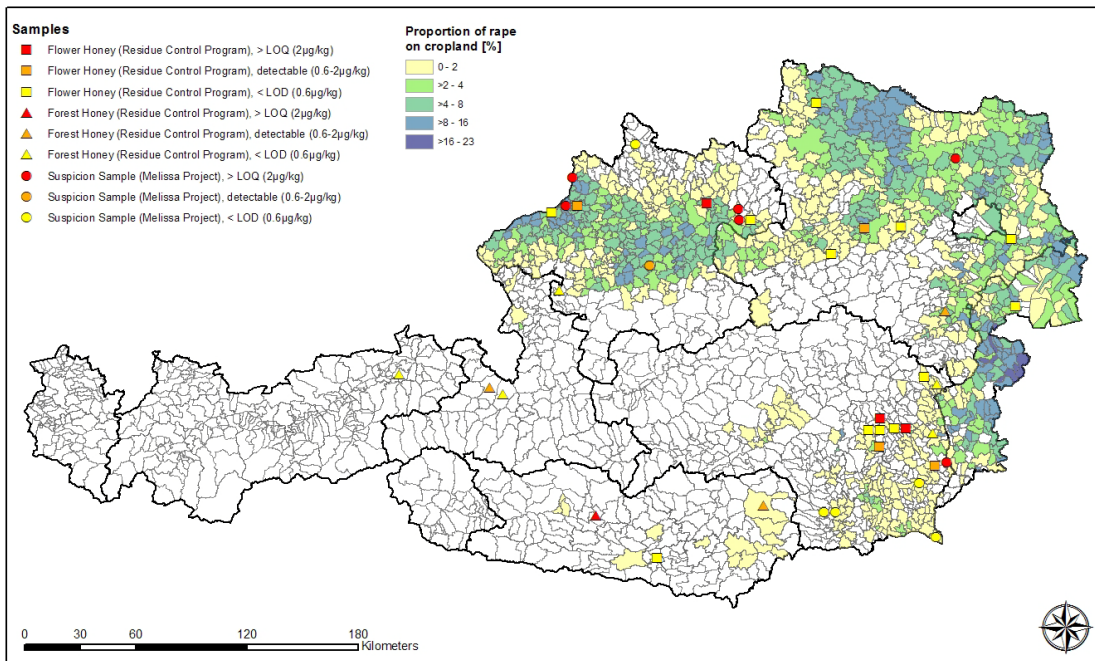 Samples
Flower Honey (Residue Control Program), > LOQ (2µg/kg)
Flower Honey (Residue Control Program), detectable (0.6-2µg/kg)
Flower Honey (Residue Control Program), < LOD (0.6µg/kg)
Forest Honey (Residue Control Program), > LOQ (2µg/kg)
Forest Honey (Residue Control Program), detectable (0.6-2µg/kg)
Forest Honey (Residue Control Program), < LOD (0.6µg/kg)
Suspicion Sample (Melissa Project), > LOQ (2µg/kg)
Suspicion Sample (Melissa Project), detectable (0.6-2µg/kg)
Suspicion Sample (Melissa Project), < LOD (0.6µg/kg)
Proportion of rape
on cropland [%]
0 - 2
>2 - 4
>4 - 8
>8 - 16
>16 - 23
0 30 60 120 180
Kilometers